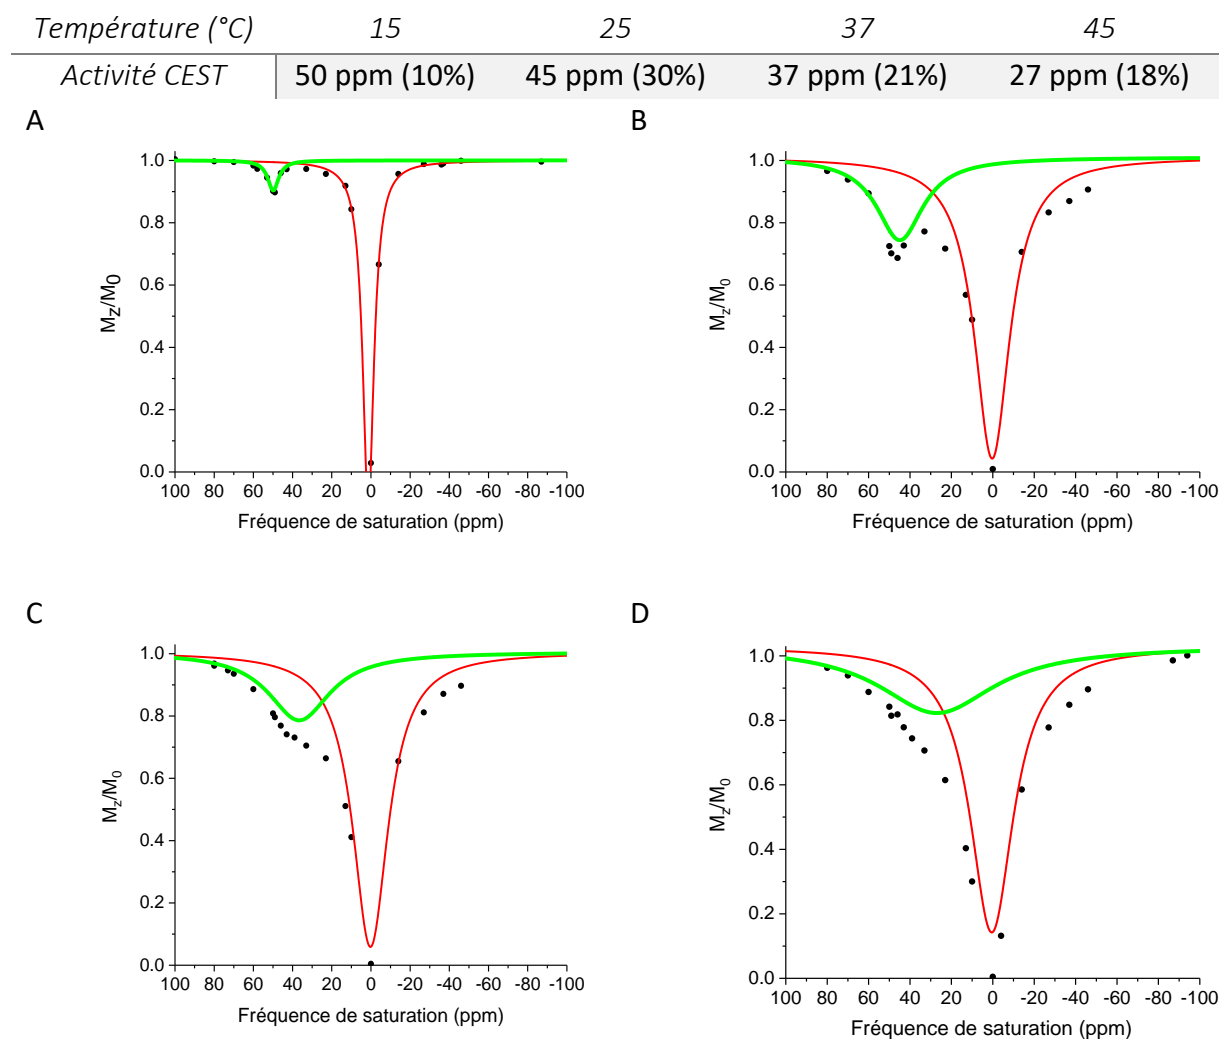 Température (°C) 15 25 37 45
Activité CEST 50 ppm (10%) 45 ppm (30%) 37 ppm (21%) 27 ppm (18%)
A
1.0
0.8
0.6
0.4
0.2
0.0
Mz/M0
100 80 60 40 20 0 -20 -40 -60 -80 -100
Fréquence de saturation (ppm)
B
1.0
0.8
0.6
0.4
0.2
0.0
Mz/M0
100 80 60 40 20 0 -20 -40 -60 -80 -100
Fréquence de saturation (ppm)
C
1.0
0.8
0.6
0.4
0.2
0.0
Mz/M0
100 80 60 40 20 0 -20 -40 -60 -80 -100
Fréquence de saturation (ppm)
D
1.0
0.8
0.6
0.4
0.2
0.0
Mz/M0
100 80 60 40 20 0 -20 -40 -60 -80 -100
Fréquence de saturation (ppm)